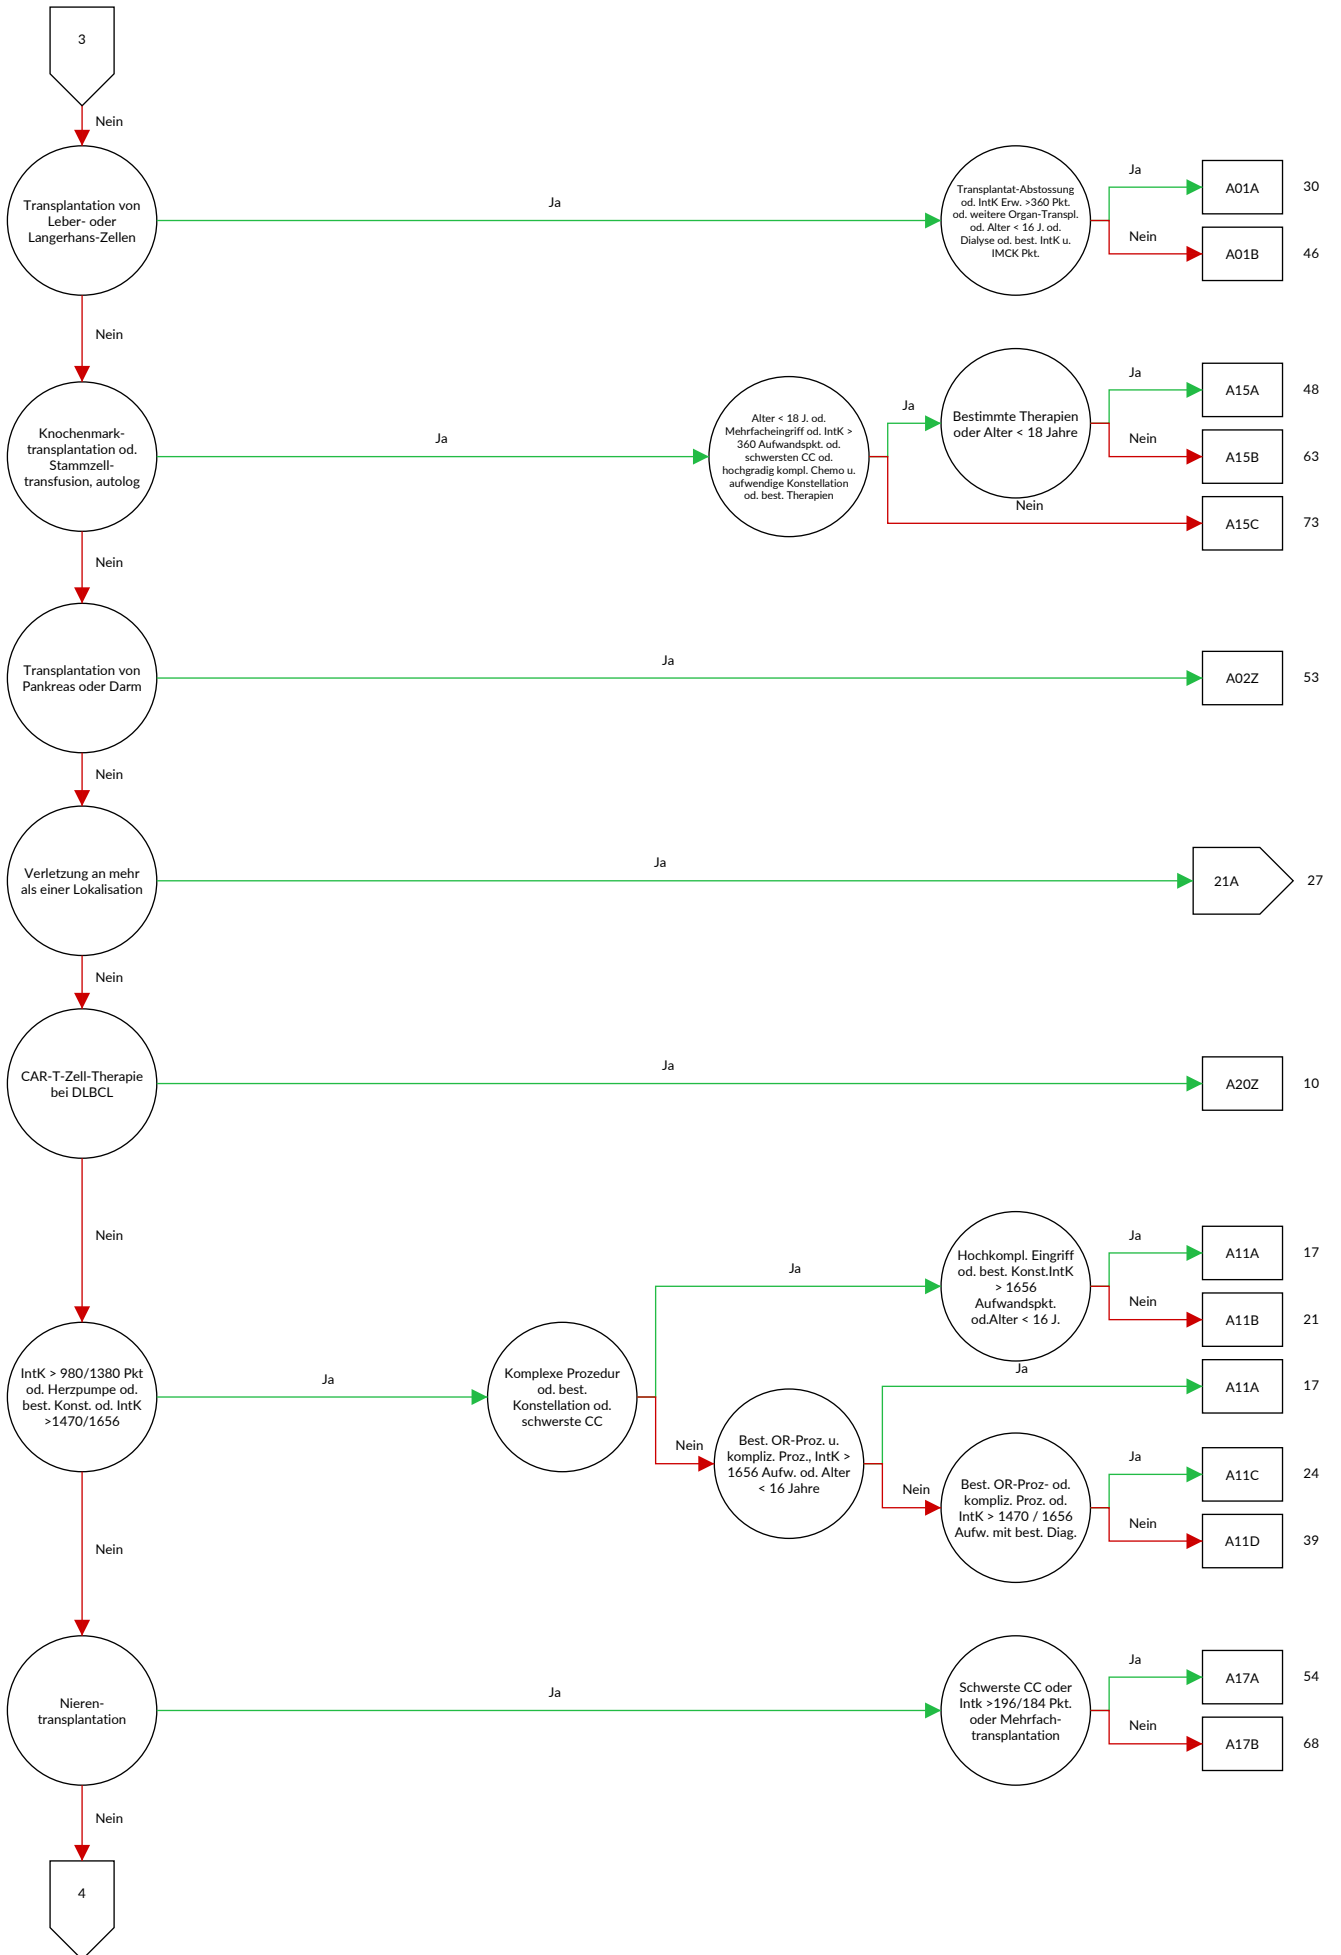 3
Nein
Transplantation von
Leber- oder
Langerhans-Zellen
Ja
Transplantat-Abstossung
od. IntK Erw. >360 Pkt.
od. weitere Organ-Transpl.
od. Alter < 16 J. od.
Dialyse od. best. IntK u.
IMCK Pkt.
Ja
A01A
30
Nein
A01B
46
Nein
Knochenmark-
transplantation od.
Stammzell-
transfusion, autolog
Ja
Alter < 18 J. od.
Mehrfacheingriff od. IntK >
360 Aufwandspkt. od.
schwersten CC od.
hochgradig kompl. Chemo u.
aufwendige Konstellation
od. best. Therapien
Ja
Bestimmte Therapien
oder Alter < 18 Jahre
Ja
A15A
48
Nein
A15B
63
Nein
A15C
73
Nein
Transplantation von
Pankreas oder Darm
Ja
A02Z
53
Nein
Verletzung an mehr
als einer Lokalisation
Ja
21A
27
Nein
CAR-T-Zell-Therapie
bei DLBCL
Ja
A20Z
10
Nein
IntK > 980/1380 Pkt
od. Herzpumpe od.
best. Konst. od. IntK
>1470/1656
Ja
Komplexe Prozedur
od. best.
Konstellation od.
schwerste CC
Ja
Hochkompl. Eingriff
od. best. Konst.IntK
> 1656
Aufwandspkt.
od.Alter < 16 J.
Ja
A11A
17
Nein
A11B
21
Nein
Best. OR-Proz. u.
kompliz. Proz., IntK >
1656 Aufw. od. Alter
< 16 Jahre
Ja
A11A
17
Nein
Best. OR-Proz- od.
kompliz. Proz. od.
IntK > 1470 / 1656
Aufw. mit best. Diag.
Ja
A11C
24
Nein
A11D
39
Nein
Nieren-
transplantation
Ja
Schwerste CC oder
Intk >196/184 Pkt.
oder Mehrfach-
transplantation
Ja
A17A
54
Nein
A17B
68
Nein
4